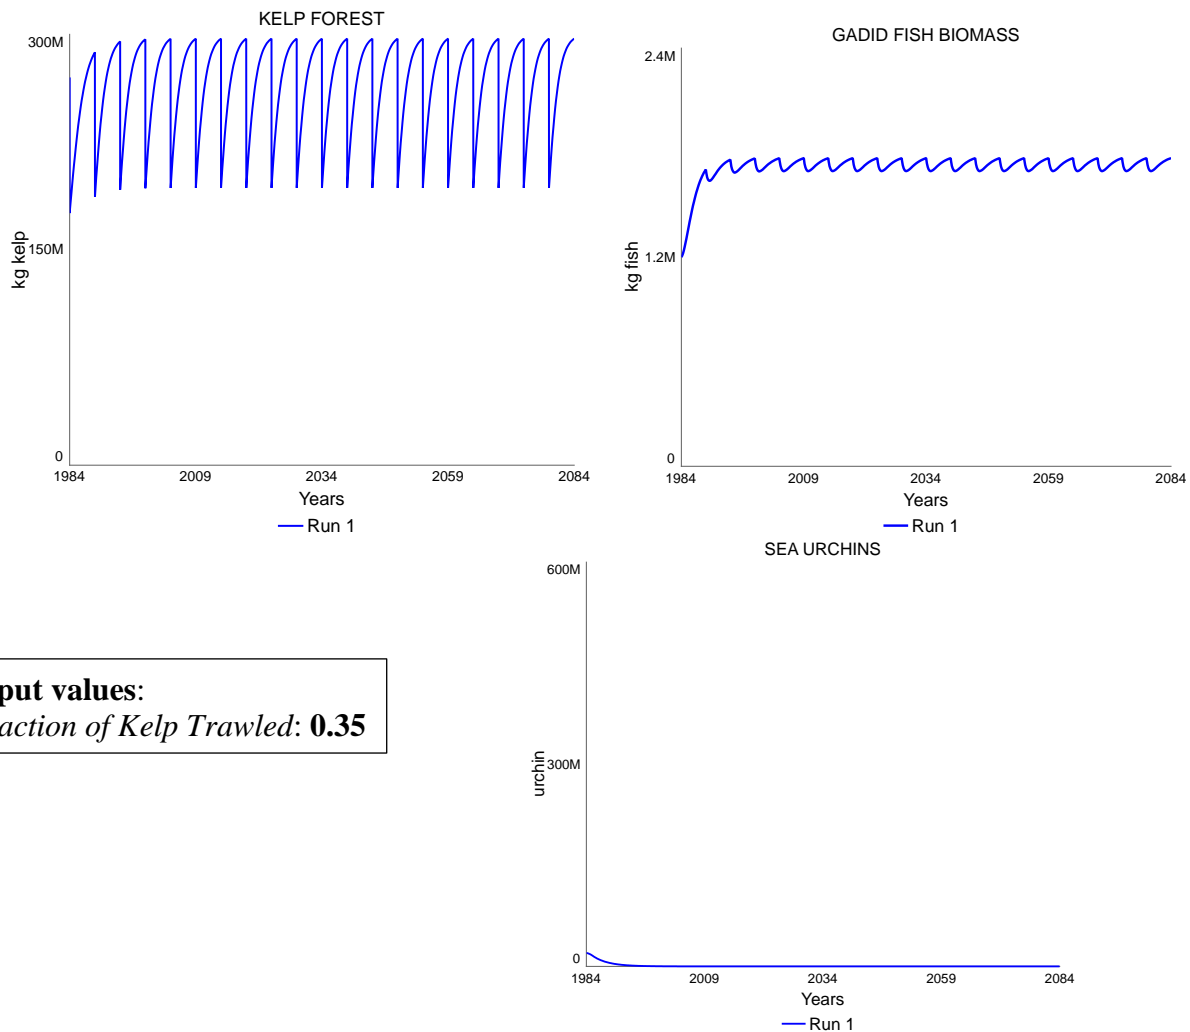 KELP FOREST
300M
150M
0
kg kelp
1984 2009 2034 2059 2084
Years
Run 1
GADID FISH BIOMASS
2.4M
1.2M
0
kg fish
1984 2009 2034 2059 2084
Years
Run 1
put values:
action of Kelp Trawled: 0.35
SEA URCHINS
600M
300M
0
urchin
1984 2009 2034 2059 2084
Years
Run 1